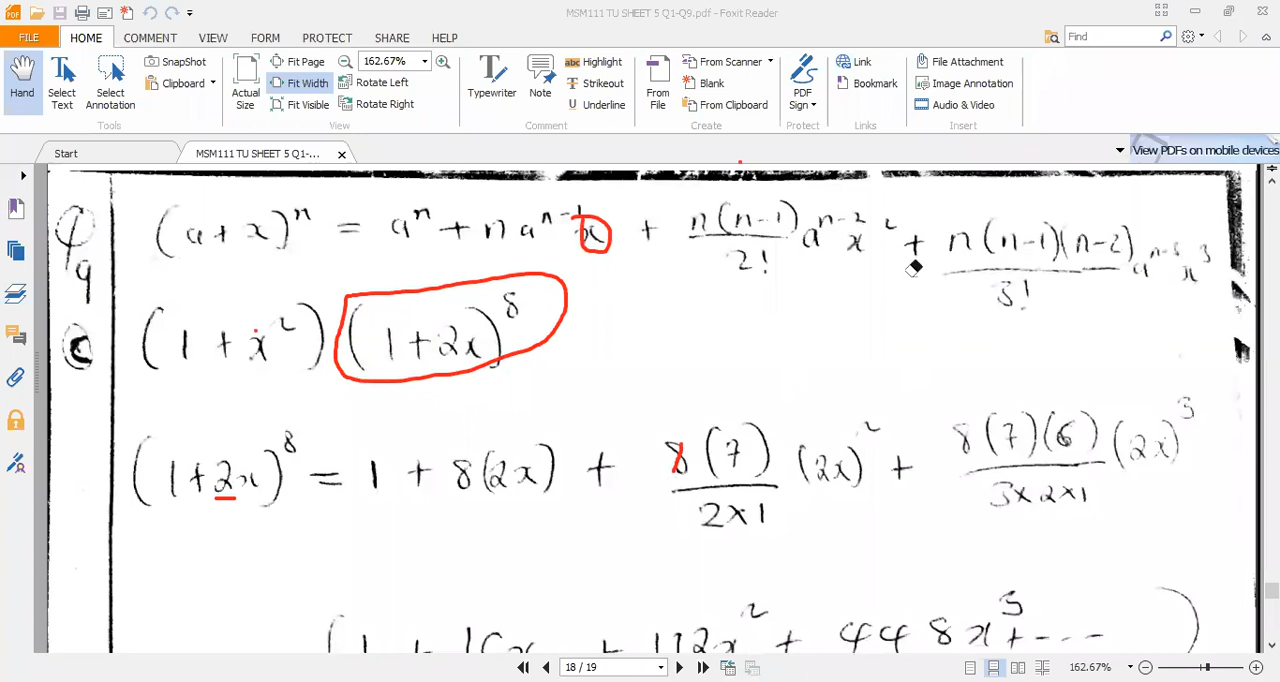 MSM111 TU SHEET 5 Q1-Q9.pdf - Foxit Reader
FILE HOME COMMENT VIEW FORM PROTECT SHARE HELP
Find
Hand
Select Text
Select Annotation
SnapShot
Clipboard
Tools
Actual Size
Fit Page
Fit Width
Fit Visible
162.67%
Rotate Left
Rotate Right
View
Typewriter
Note
Highlight
Strikeout
Underline
Comment
From File
From Scanner
Blank
From Clipboard
Create
PDF Sign
Protect
Link
Bookmark
Links
File Attachment
Image Annotation
Audio & Video
Insert
Start
MSM111 TU SHEET 5 Q1-...
View PDFs on mobile devices
Q9 (a + x)^n = a^n + n a^{n-1} x + n(n-1)/2! a^{n-2} x^2 + n(n-1)(n-2)/3! a^{n-3} x^3
c (1 + x^2)(1+2x)^8
(1+2x)^8 = 1 + 8(2x) + 8(7)/2x1 (2x)^2 + 8(7)(6)/3x2x1 (2x)^3
(1 + 16x + 112x^2 + 448x^3 + ----)
18 / 19
162.67%